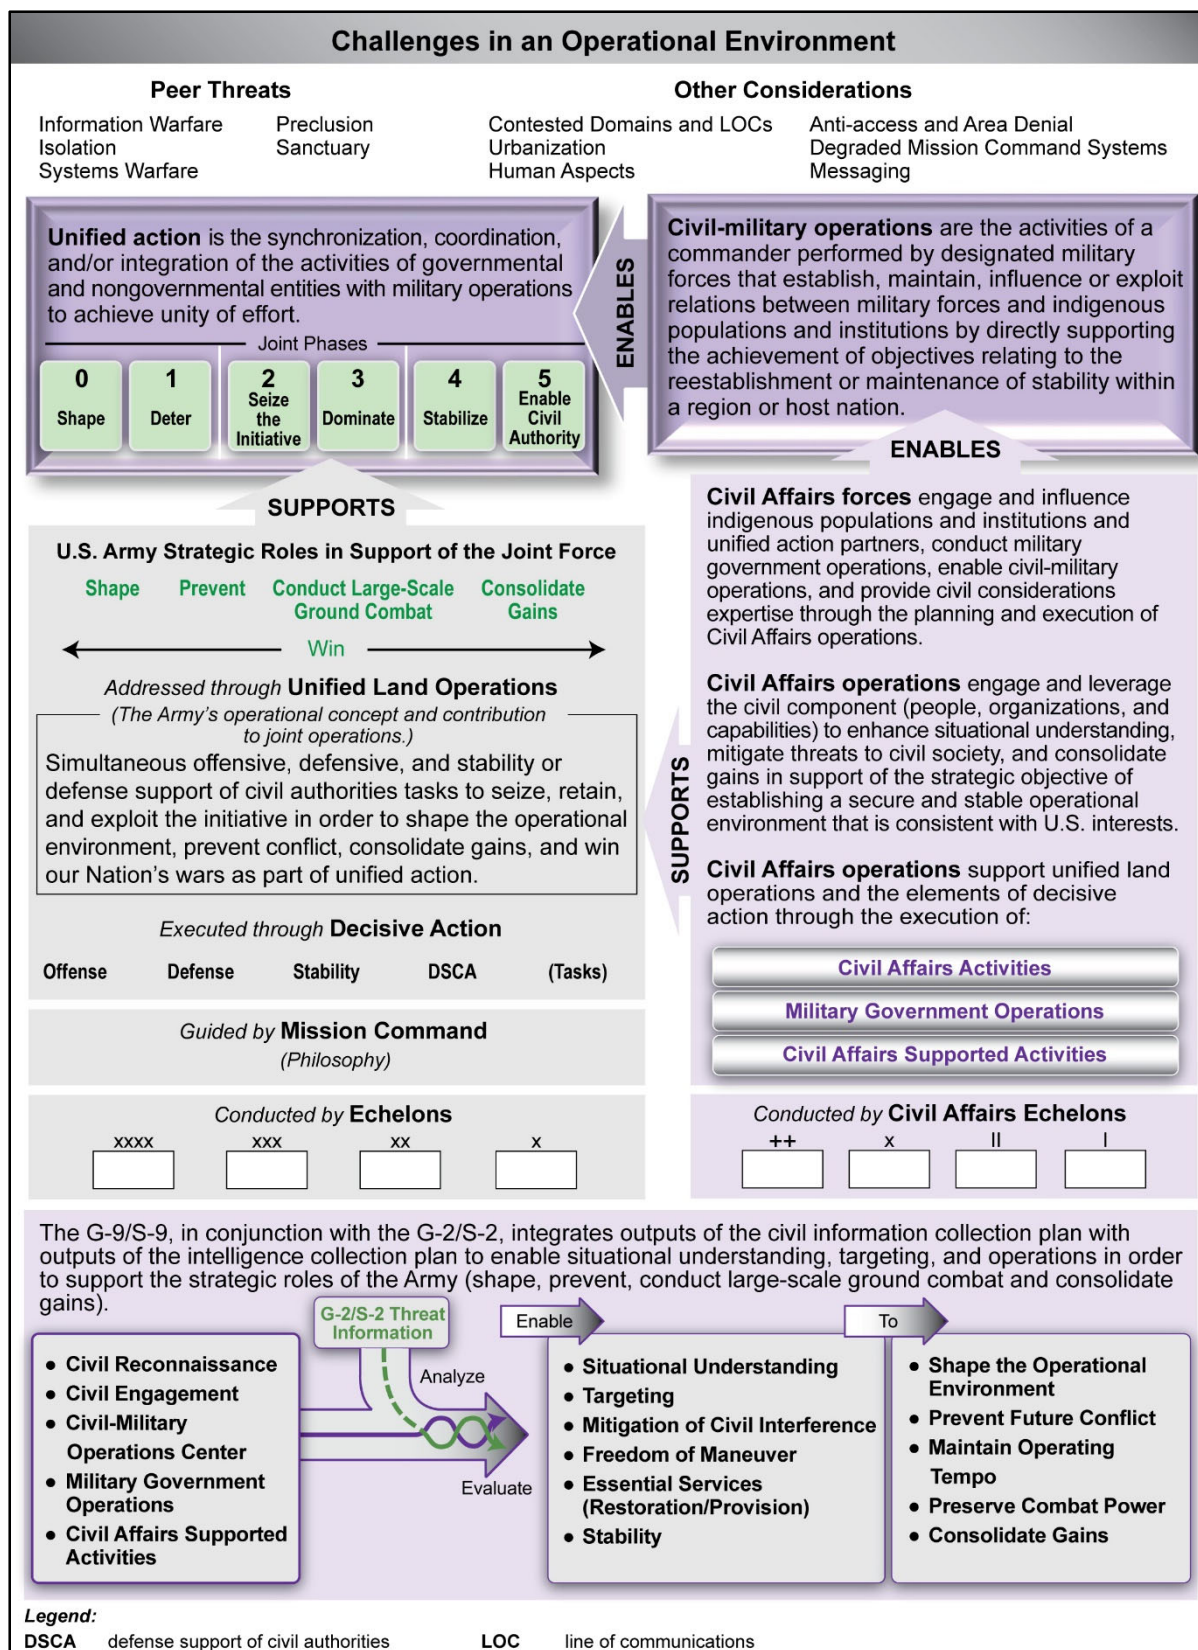 Challenges in an Operational Environment
Peer Threats
Information Warfare
Isolation
Systems Warfare
Preclusion
Sanctuary
Other Considerations
Contested Domains and LOCs
Urbanization
Human Aspects
Anti-access and Area Denial
Degraded Mission Command Systems
Messaging
Unified action is the synchronization, coordination,
and/or integration of the activities of governmental
and nongovernmental entities with military operations
to achieve unity of effort.
Joint Phases
0
Shape
1
Deter
2
Seize
the
Initiative
3
Dominate
4
Stabilize
5
Enable
Civil
Authority
ENABLES
Civil-military operations are the activities of a
commander performed by designated military
forces that establish, maintain, influence or exploit
relations between military forces and indigenous
populations and institutions by directly supporting
the achievement of objectives relating to the
reestablishment or maintenance of stability within
a region or host nation.
SUPPORTS
U.S. Army Strategic Roles in Support of the Joint Force
Shape
Prevent
Conduct Large-Scale
Ground Combat
Consolidate
Gains
Win
Addressed through Unified Land Operations
(The Army's operational concept and contribution
to joint operations.)
Simultaneous offensive, defensive, and stability or
defense support of civil authorities tasks to seize, retain,
and exploit the initiative in order to shape the operational
environment, prevent conflict, consolidate gains, and win
our Nation's wars as part of unified action.
Executed through Decisive Action
Offense Defense Stability DSCA (Tasks)
Guided by Mission Command
(Philosophy)
Conducted by Echelons
xxxx xxx xx x
SUPPORTS
ENABLES
Civil Affairs forces engage and influence
indigenous populations and institutions and
unified action partners, conduct military
government operations, enable civil-military
operations, and provide civil considerations
expertise through the planning and execution of
Civil Affairs operations.
Civil Affairs operations engage and leverage
the civil component (people, organizations, and
capabilities) to enhance situational understanding,
mitigate threats to civil society, and consolidate
gains in support of the strategic objective of
establishing a secure and stable operational
environment that is consistent with U.S. interests.
Civil Affairs operations support unified land
operations and the elements of decisive
action through the execution of:
Civil Affairs Activities
Military Government Operations
Civil Affairs Supported Activities
Conducted by Civil Affairs Echelons
++ x II I
The G-9/S-9, in conjunction with the G-2/S-2, integrates outputs of the civil information collection plan with
outputs of the intelligence collection plan to enable situational understanding, targeting, and operations in order
to support the strategic roles of the Army (shape, prevent, conduct large-scale ground combat and consolidate
gains).
● Civil Reconnaissance
● Civil Engagement
● Civil-Military
Operations Center
● Military Government
Operations
● Civil Affairs Supported
Activities
G-2/S-2 Threat
Information
Analyze
Evaluate
Enable
● Situational Understanding
● Targeting
● Mitigation of Civil Interference
● Freedom of Maneuver
● Essential Services
(Restoration/Provision)
● Stability
To
● Shape the Operational
Environment
● Prevent Future Conflict
● Maintain Operating
Tempo
● Preserve Combat Power
● Consolidate Gains
Legend:
DSCA defense support of civil authorities LOC line of communications